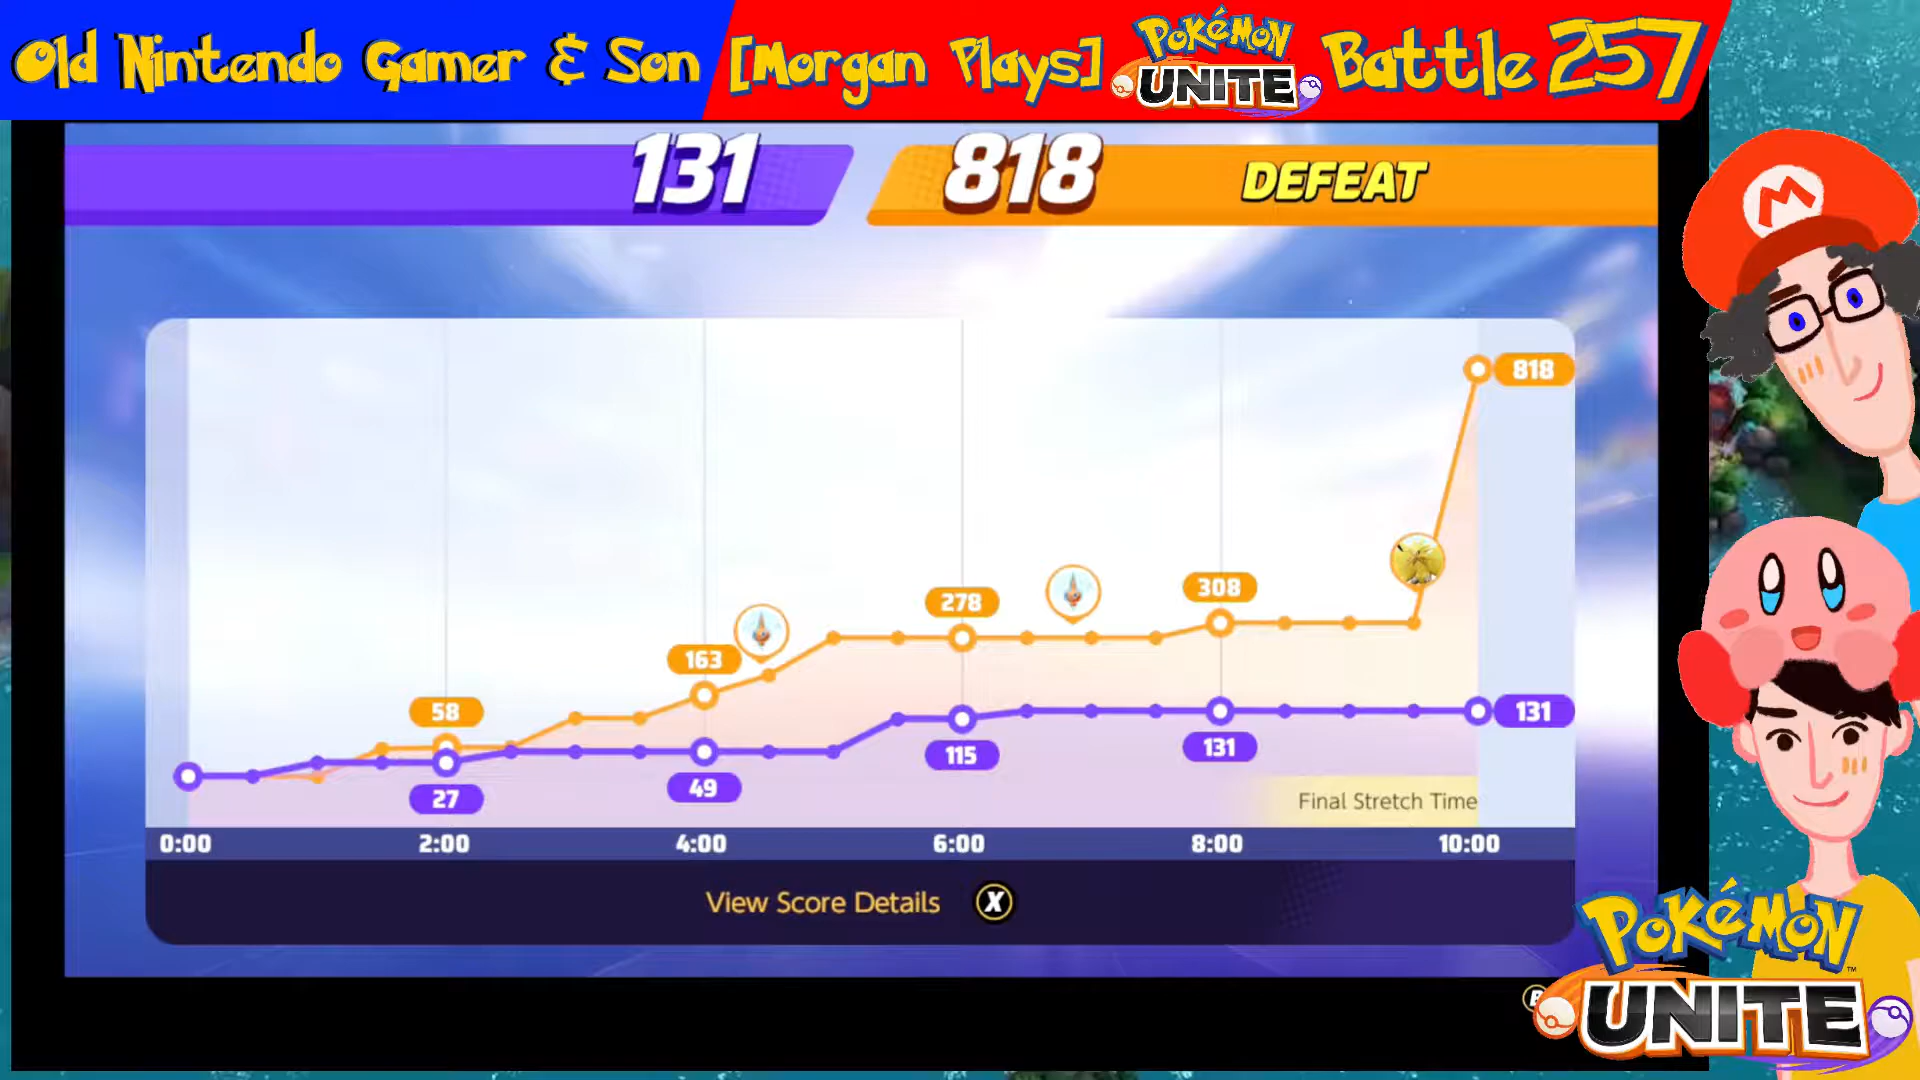 Old Nintendo Gamer & Son [Morgan Plays] POKÉMON UNITE Battle 257
131 818 DEFEAT
818
308
278
163
58
131
27
49
115
131
Final Stretch Time
0:00 2:00 4:00 6:00 8:00 10:00
View Score Details X
M
POKÉMON
UNITE